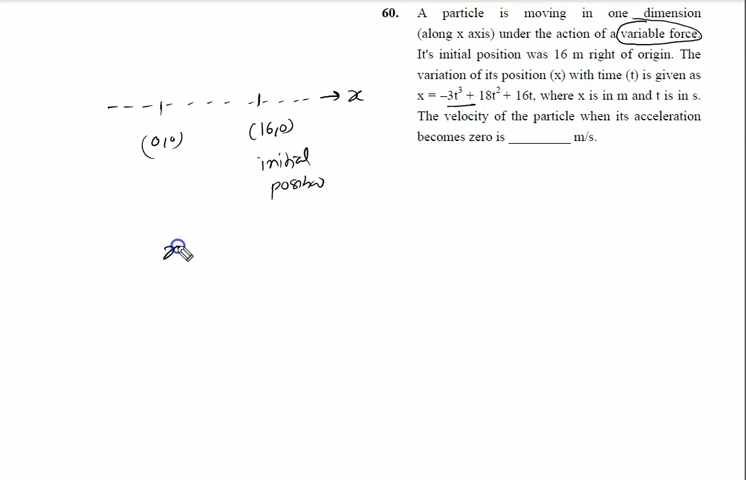 60. A particle is moving in one dimension
(along x axis) under the action of a variable force.
It's initial position was 16 m right of origin. The
variation of its position (x) with time (t) is given as
x = –3t³ + 18t² + 16t, where x is in m and t is in s.
The velocity of the particle when its acceleration
becomes zero is _________ m/s.
x
(0,0)
(16,0)
initial